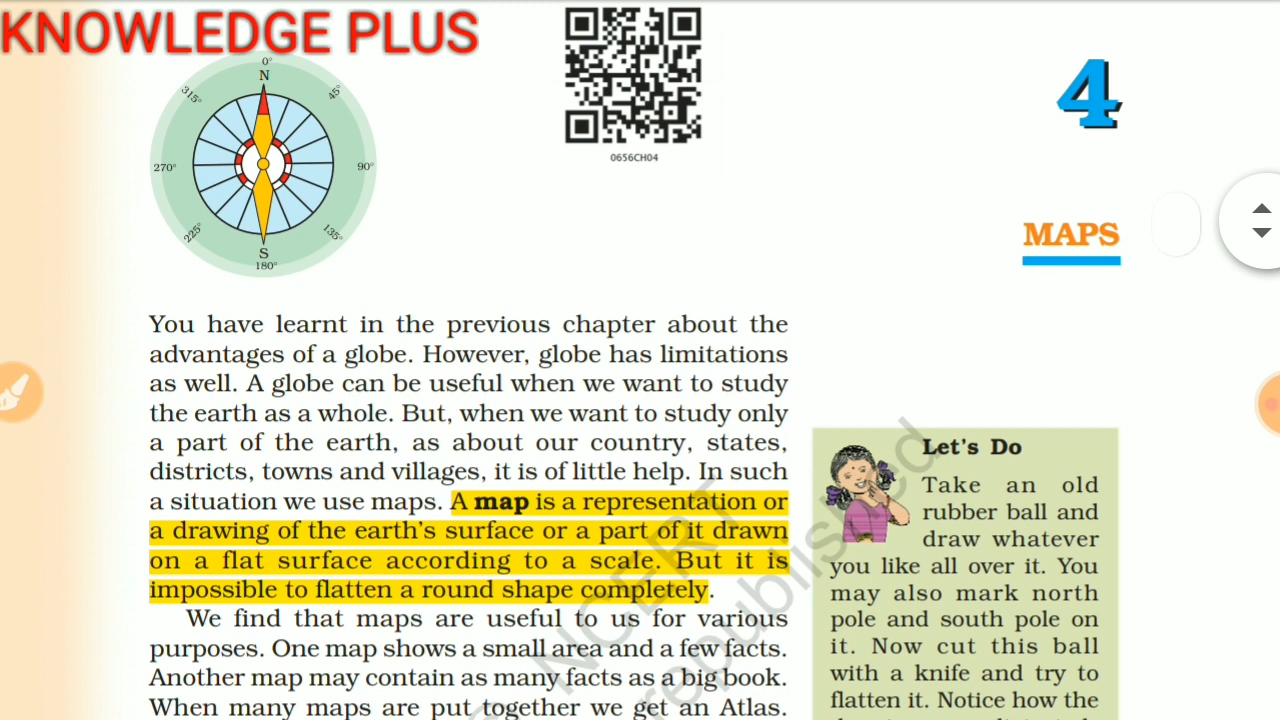 KNOWLEDGE PLUS
0°
N
45°
90°
135°
S
180°
225°
270°
315°
0656CH04
4
MAPS
You have learnt in the previous chapter about the
advantages of a globe. However, globe has limitations
as well. A globe can be useful when we want to study
the earth as a whole. But, when we want to study only
a part of the earth, as about our country, states,
districts, towns and villages, it is of little help. In such
a situation we use maps. A map is a representation or
a drawing of the earth's surface or a part of it drawn
on a flat surface according to a scale. But it is
impossible to flatten a round shape completely.
We find that maps are useful to us for various
purposes. One map shows a small area and a few facts.
Another map may contain as many facts as a big book.
When many maps are put together we get an Atlas.
Let's Do
Take an old
rubber ball and
draw whatever
you like all over it. You
may also mark north
pole and south pole on
it. Now cut this ball
with a knife and try to
flatten it. Notice how the
NCERT
republished